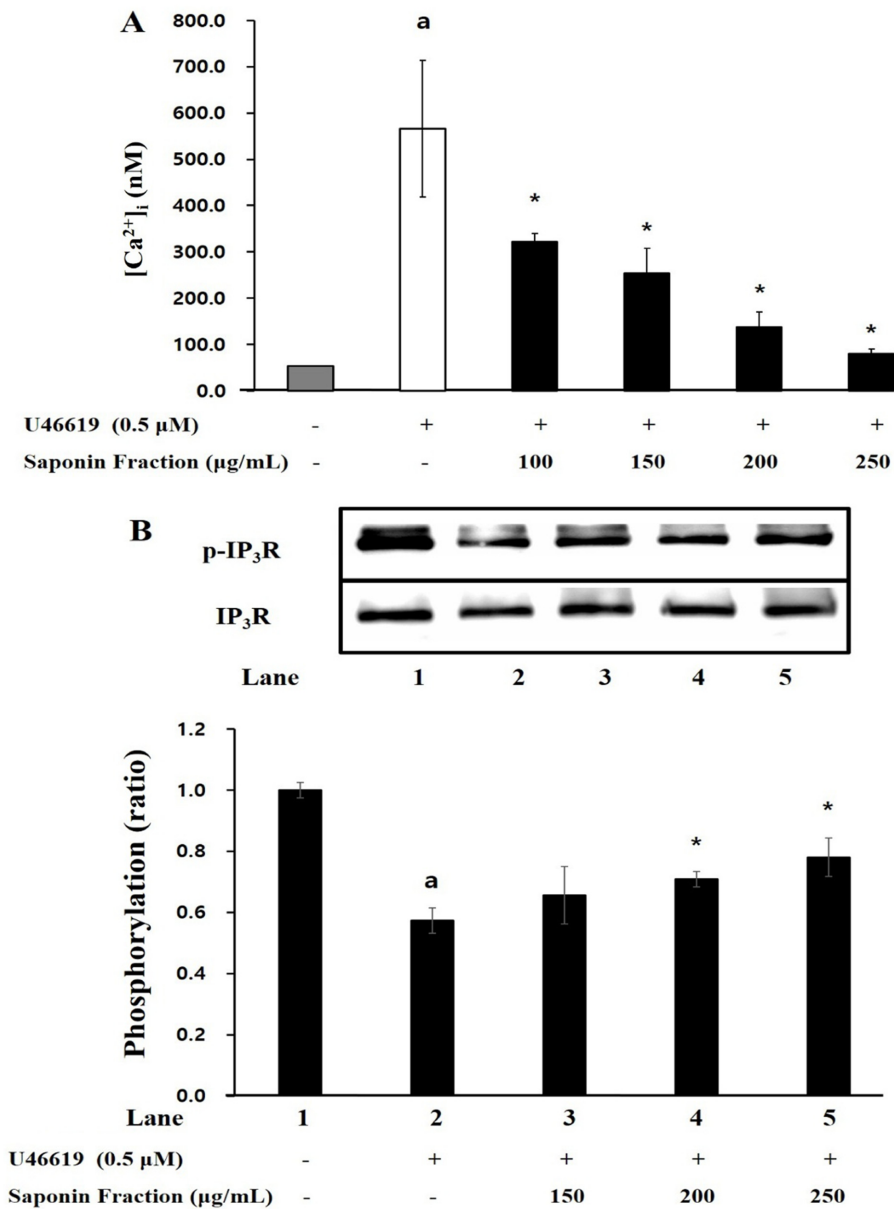 A
a
800.0
700.0
600.0
500.0
400.0
300.0
200.0
100.0
0.0
[Ca²⁺]ᵢ (nM)
* * * *
U46619 (0.5 μM) - + + + + +
Saponin Fraction (μg/mL) - - 100 150 200 250
B
p-IP₃R
IP₃R
Lane 1 2 3 4 5
1.2
1.0
0.8
0.6
0.4
0.2
0.0
Phosphorylation (ratio)
a * *
Lane 1 2 3 4 5
U46619 (0.5 μM) - + + + +
Saponin Fraction (μg/mL) - - 150 200 250